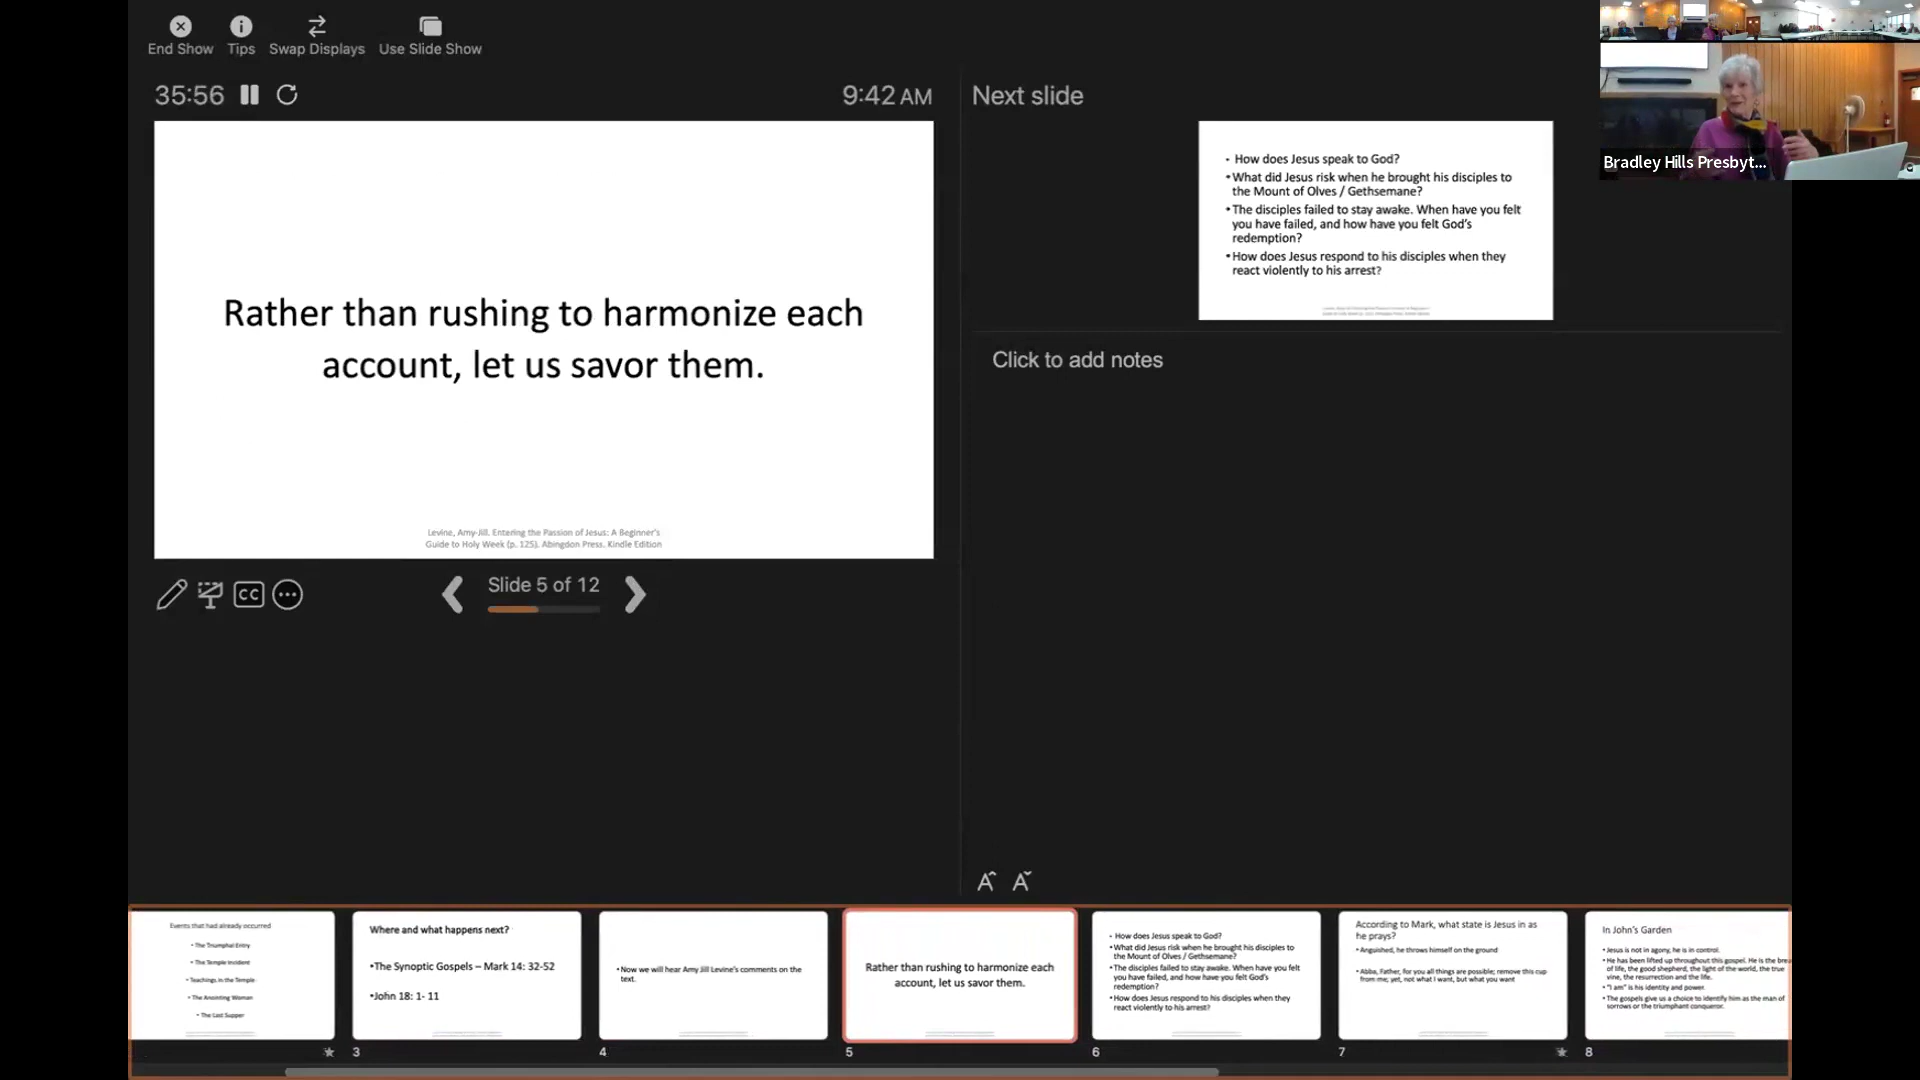 End Show
Tips
Swap Displays
Use Slide Show
35:56
9:42 AM
Next slide
Bradley Hills Presbyt...
Rather than rushing to harmonize each
account, let us savor them.
Levine, Amy-Jill. Entering the Passion of Jesus: A Beginner's
Guide to Holy Week (p. 125). Abingdon Press. Kindle Edition
• How does Jesus speak to God?
• What did Jesus risk when he brought his disciples to
the Mount of Olves / Gethsemane?
• The disciples failed to stay awake. When have you felt
you have failed, and how have you felt God's
redemption?
• How does Jesus respond to his disciples when they
react violently to his arrest?
Click to add notes
CC
Slide 5 of 12
A A
Events that had already occurred
• The Triumphal Entry
• The Temple Incident
• Teachings in the Temple
• The Anointing Woman
• The Last Supper
Where and what happens next?
• The Synoptic Gospels – Mark 14: 32-52
• John 18: 1- 11
3
• Now we will hear Amy Jill Levine's comments on the
text.
4
Rather than rushing to harmonize each
account, let us savor them.
5
• How does Jesus speak to God?
• What did Jesus risk when he brought his disciples to
the Mount of Olves / Gethsemane?
• The disciples failed to stay awake. When have you felt
you have failed, and how have you felt God's
redemption?
• How does Jesus respond to his disciples when they
react violently to his arrest?
6
According to Mark, what state is Jesus in as
he prays?
• Anguished, he throws himself on the ground
• Abba, Father, for you all things are possible; remove this cup
from me; yet, not what I want, but what you want
7
In John's Garden
• Jesus is not in agony, he is in control.
• He has been lifted up throughout this gospel. He is the brea
of life, the good shepherd, the light of the world, the true
vine, the resurrection and the life.
• "I am" is his identity and power.
• The gospels give us a choice to identify him as the man of
sorrows or the triumphant conqueror.
8